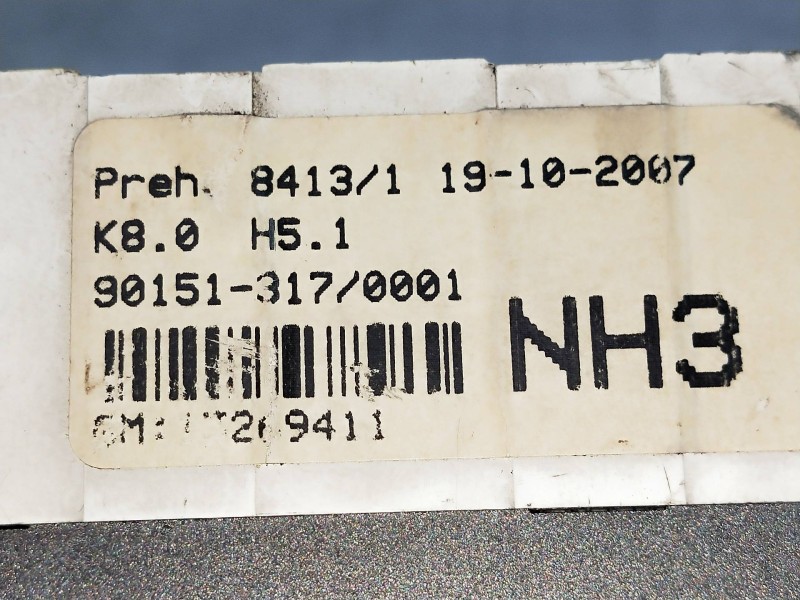 Preh. 8413/1 19-10-2007
K8.0 H5.1
90151-317/0001
NH3